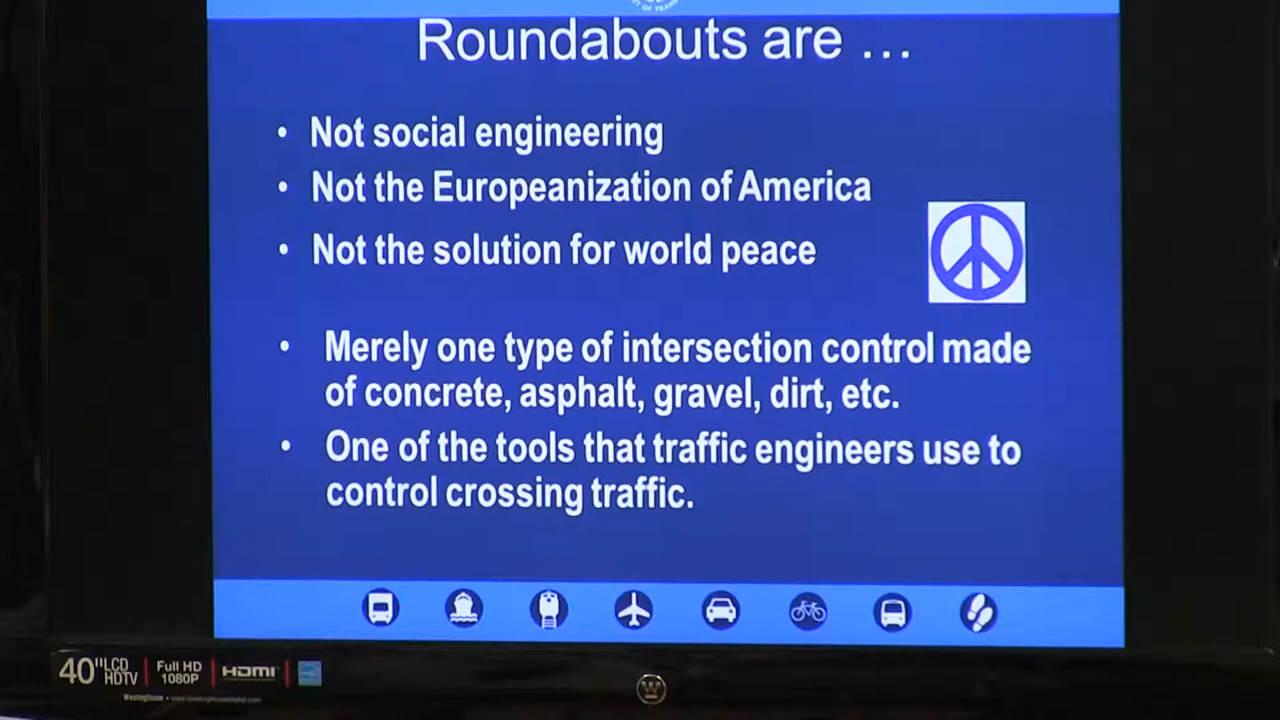 Roundabouts are ...
• Not social engineering
• Not the Europeanization of America
• Not the solution for world peace
• Merely one type of intersection control made
of concrete, asphalt, gravel, dirt, etc.
• One of the tools that traffic engineers use to
control crossing traffic.
40" LCD HDTV Full HD 1080P HDMI
Westinghouse
W